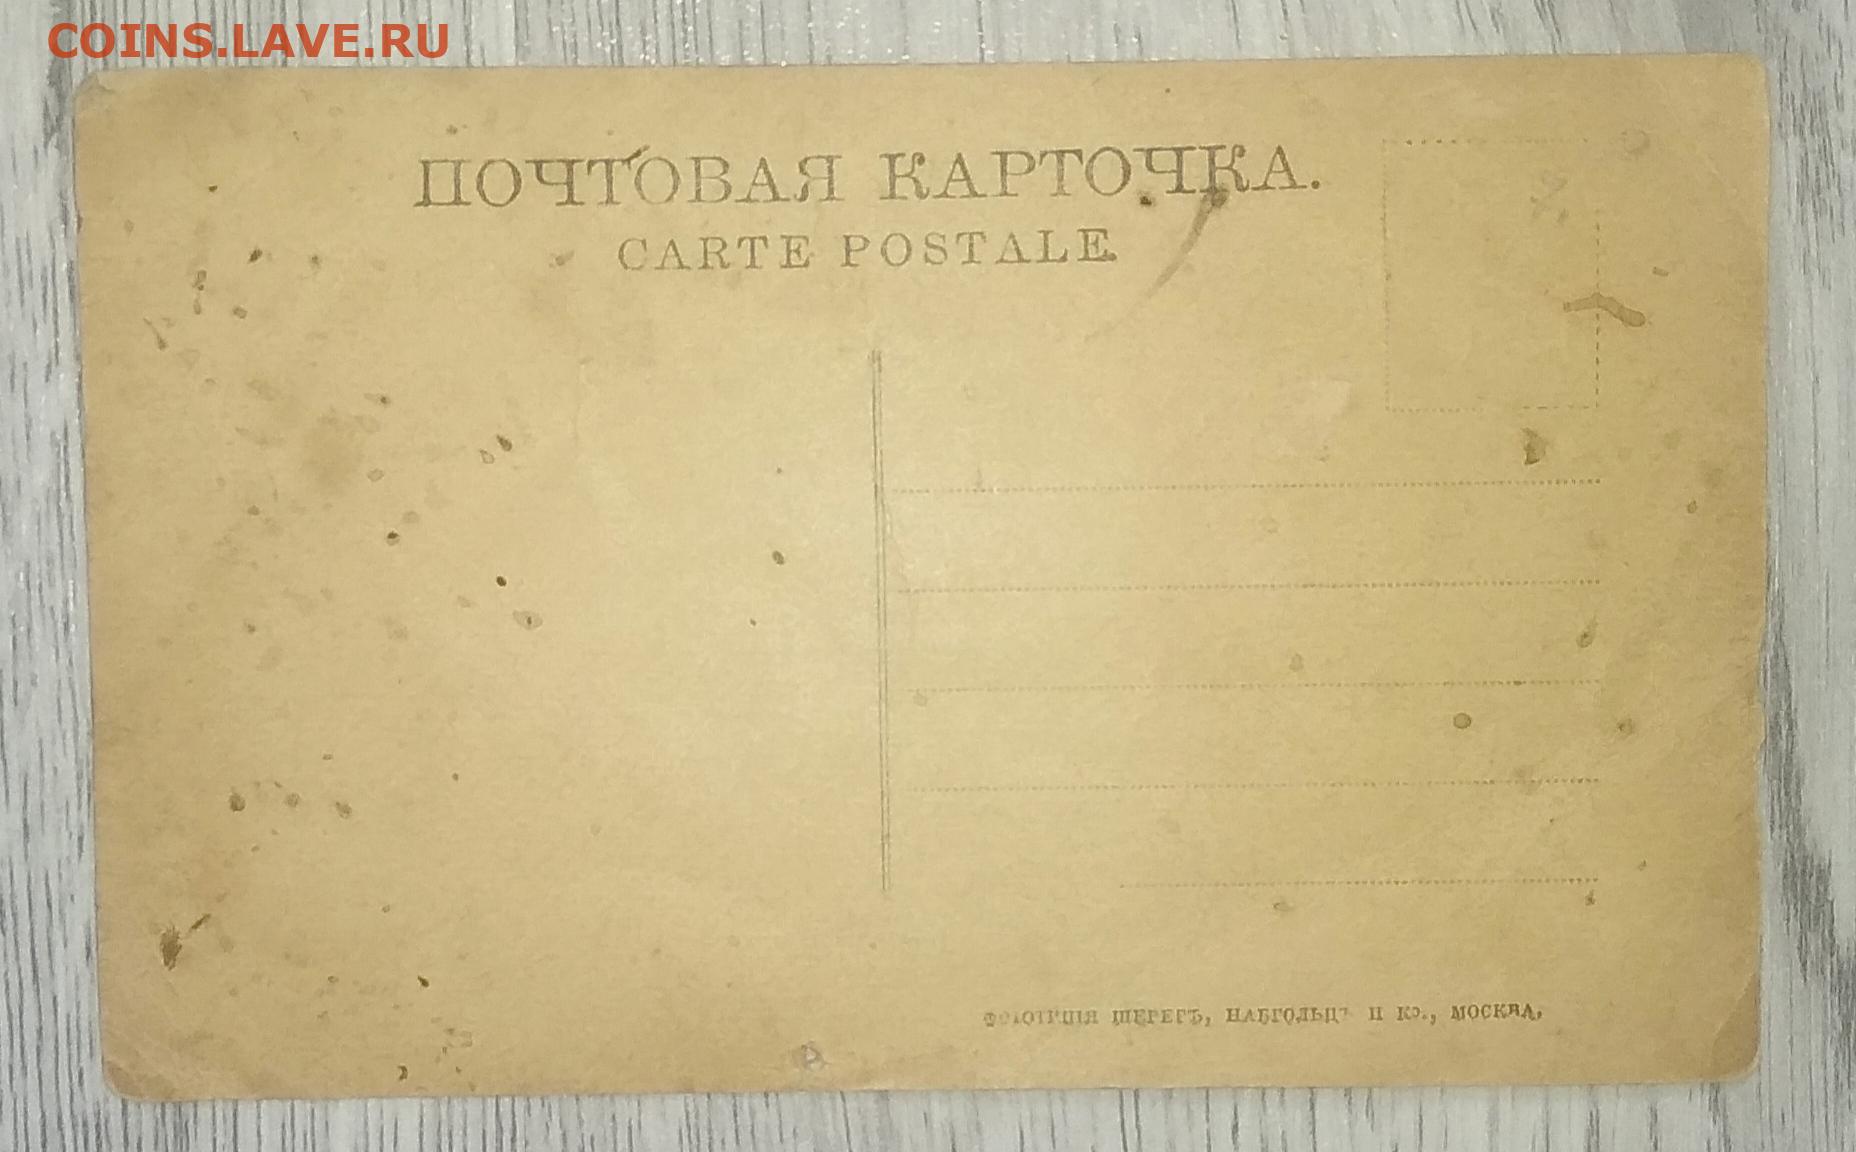 COINS.LAVE.RU
ПОЧТОВАЯ КАРТОЧКА.
CARTE POSTALE
ФОТОТИПІЯ ШЕРЕРЪ, НАБГОЛЬЦЪ И Ко., МОСКВА.